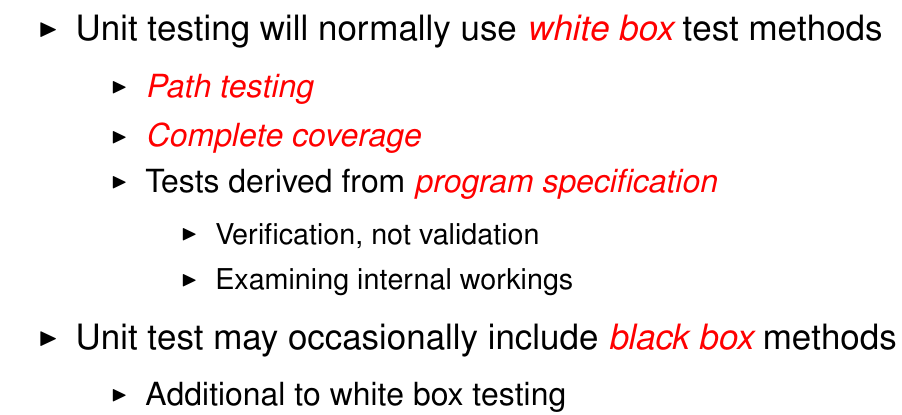 ► Unit testing will normally use white box test methods
► Path testing
► Complete coverage
► Tests derived from program specification
► Verification, not validation
► Examining internal workings
► Unit test may occasionally include black box methods
► Additional to white box testing